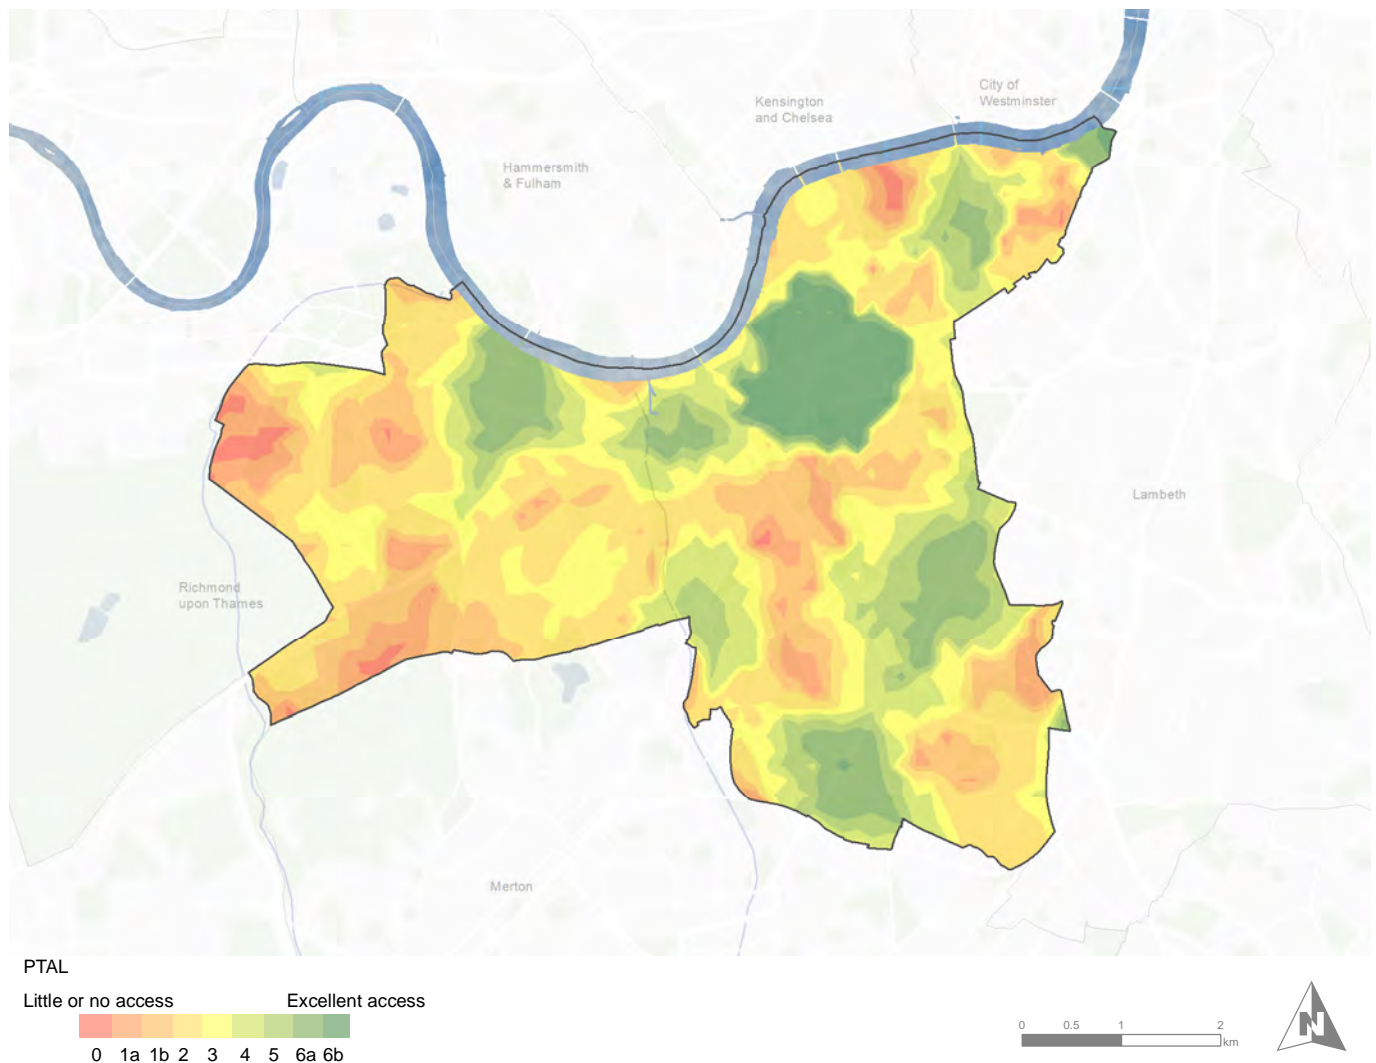 City of
Westminster
Kensington
and Chelsea
Hammersmith
& Fulham
Lambeth
Richmond
upon Thames
Merton
PTAL
Little or no access Excellent access
0 1a 1b 2 3 4 5 6a 6b
0 0.5 1 2
km
N